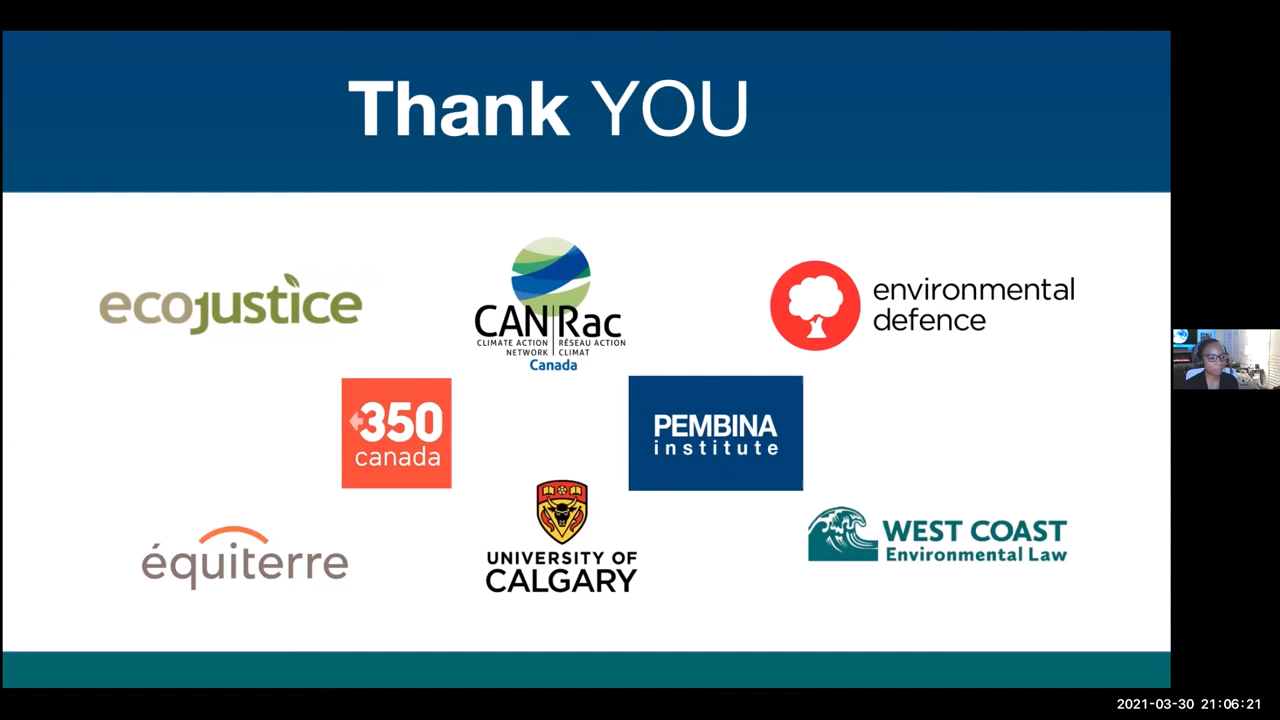 Thank YOU
ecojustice
CAN Rac
CLIMATE ACTION RÉSEAU ACTION
NETWORK CLIMAT
Canada
environmental
defence
350
canada
PEMBINA
institute
équiterre
UNIVERSITY OF
CALGARY
WEST COAST
Environmental Law
2021-03-30 21:06:21